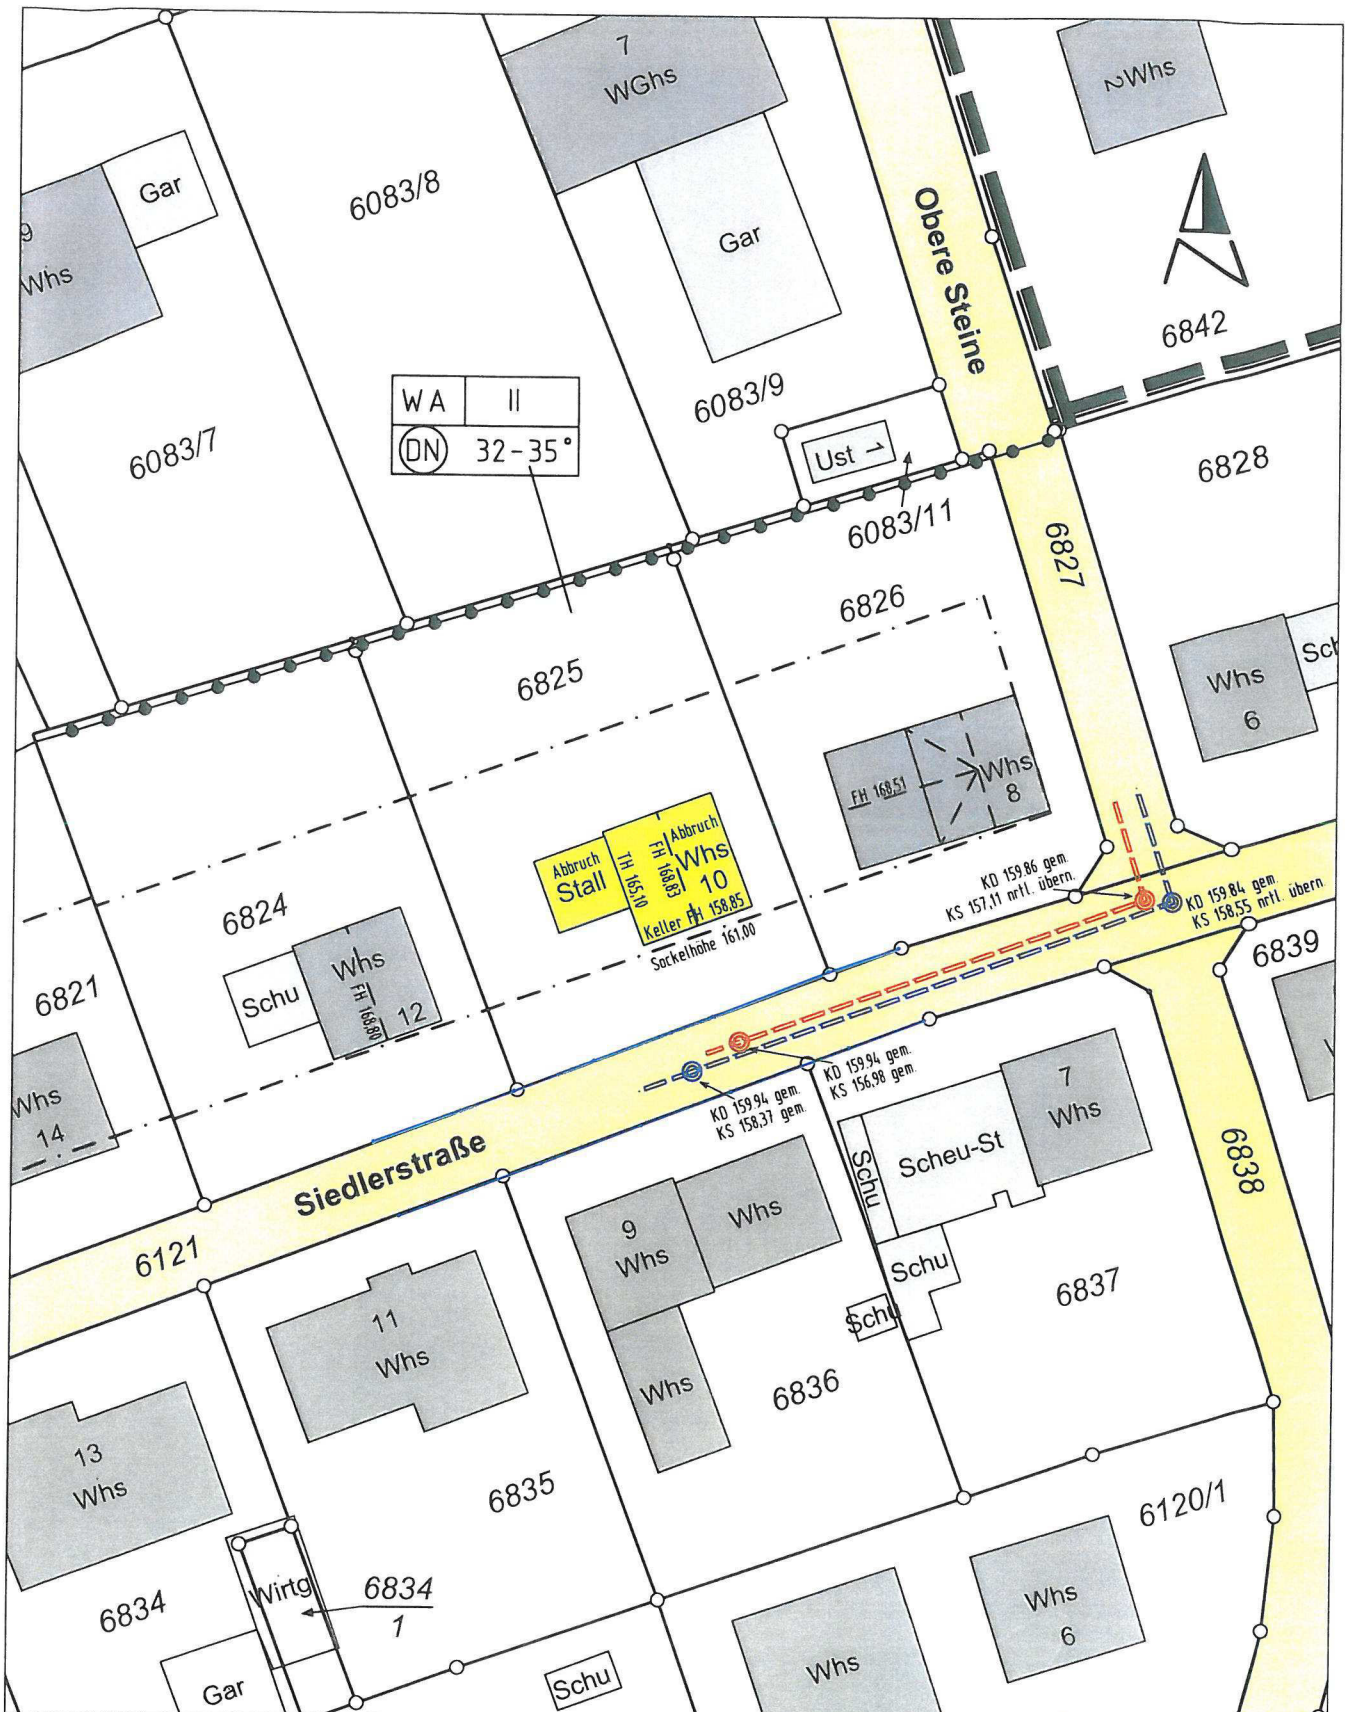 7
WGhs
2 Whs
Gar
9
Whs
6083/8
Gar
Obere Steine
6842
6083/9
WA II
DN 32-35°
6083/7
Ust 1
6828
6083/11
6827
6826
6825
Whs
6
Whs
8
FH 168,51
Abbruch
Stall
Abbruch
Whs
10
TH 165,10
FH 168,83
Keller FH 158,85
Sockelhöhe 161,00
KD 159.86 gem.
KS 157,11 nrtl. übern.
KD 159.84 gem.
KS 158,55 nrtl. übern.
6824
6821
Schu
Whs
12
FH 168,80
6839
Whs
14
KD 159.94 gem.
KS 156,98 gem.
KD 159.94 gem.
KS 158,37 gem.
7
Whs
Scheu-St
Schu
6838
Siedlerstraße
6121
9
Whs
Whs
Schu
6837
Schu
11
Whs
Whs
6836
13
Whs
6835
6120/1
Wirtg
6834
1
6834
Whs
6
Whs
Gar
Schu